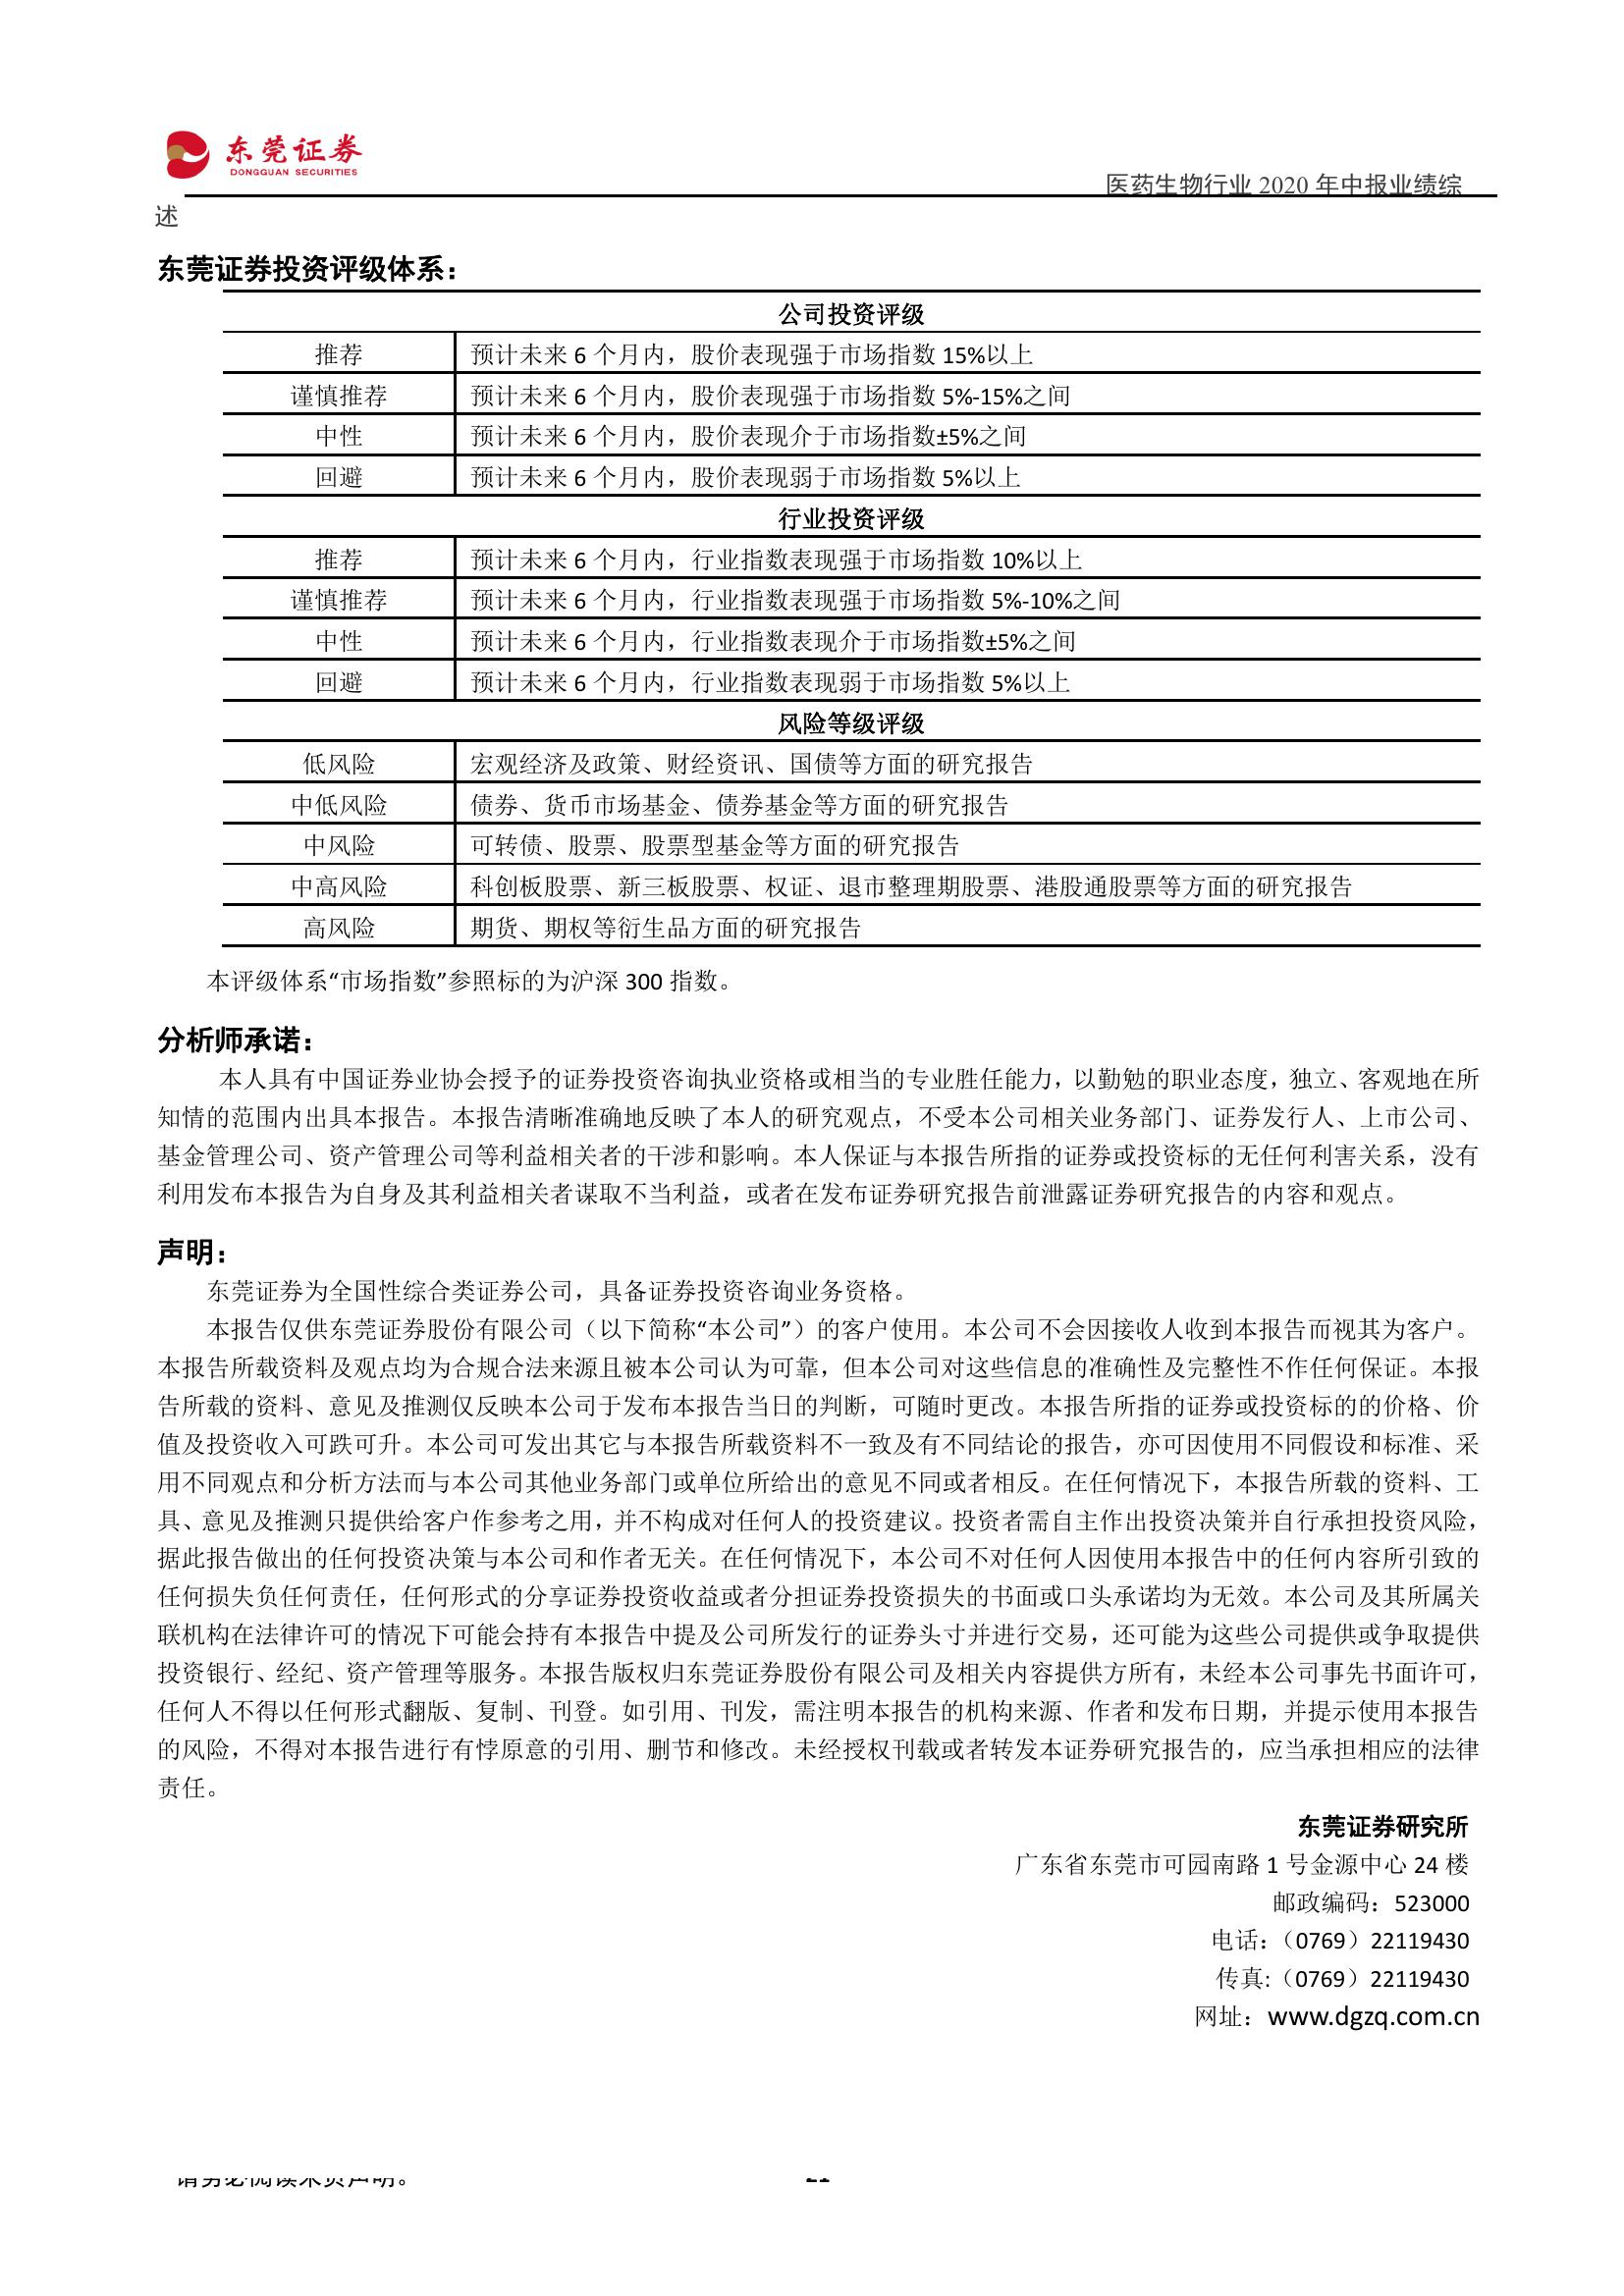 东莞证券
DONGGUAN SECURITIES
医药生物行业 2020 年中报业绩综
述
东莞证券投资评级体系：
公司投资评级
推荐 预计未来 6 个月内，股价表现强于市场指数 15%以上
谨慎推荐 预计未来 6 个月内，股价表现强于市场指数 5%-15%之间
中性 预计未来 6 个月内，股价表现介于市场指数±5%之间
回避 预计未来 6 个月内，股价表现弱于市场指数 5%以上
行业投资评级
推荐 预计未来 6 个月内，行业指数表现强于市场指数 10%以上
谨慎推荐 预计未来 6 个月内，行业指数表现强于市场指数 5%-10%之间
中性 预计未来 6 个月内，行业指数表现介于市场指数±5%之间
回避 预计未来 6 个月内，行业指数表现弱于市场指数 5%以上
风险等级评级
低风险 宏观经济及政策、财经资讯、国债等方面的研究报告
中低风险 债券、货币市场基金、债券基金等方面的研究报告
中风险 可转债、股票、股票型基金等方面的研究报告
中高风险 科创板股票、新三板股票、权证、退市整理期股票、港股通股票等方面的研究报告
高风险 期货、期权等衍生品方面的研究报告
本评级体系“市场指数”参照标的为沪深 300 指数。
分析师承诺：
本人具有中国证券业协会授予的证券投资咨询执业资格或相当的专业胜任能力，以勤勉的职业态度，独立、客观地在所
知情的范围内出具本报告。本报告清晰准确地反映了本人的研究观点，不受本公司相关业务部门、证券发行人、上市公司、
基金管理公司、资产管理公司等利益相关者的干涉和影响。本人保证与本报告所指的证券或投资标的无任何利害关系，没有
利用发布本报告为自身及其利益相关者谋取不当利益，或者在发布证券研究报告前泄露证券研究报告的内容和观点。
声明：
东莞证券为全国性综合类证券公司，具备证券投资咨询业务资格。
本报告仅供东莞证券股份有限公司（以下简称“本公司”）的客户使用。本公司不会因接收人收到本报告而视其为客户。
本报告所载资料及观点均为合规合法来源且被本公司认为可靠，但本公司对这些信息的准确性及完整性不作任何保证。本报
告所载的资料、意见及推测仅反映本公司于发布本报告当日的判断，可随时更改。本报告所指的证券或投资标的的价格、价
值及投资收入可跌可升。本公司可发出其它与本报告所载资料不一致及有不同结论的报告，亦可因使用不同假设和标准、采
用不同观点和分析方法而与本公司其他业务部门或单位所给出的意见不同或者相反。在任何情况下，本报告所载的资料、工
具、意见及推测只提供给客户作参考之用，并不构成对任何人的投资建议。投资者需自主作出投资决策并自行承担投资风险，
据此报告做出的任何投资决策与本公司和作者无关。在任何情况下，本公司不对任何人因使用本报告中的任何内容所引致的
任何损失负任何责任，任何形式的分享证券投资收益或者分担证券投资损失的书面或口头承诺均为无效。本公司及其所属关
联机构在法律许可的情况下可能会持有本报告中提及公司所发行的证券头寸并进行交易，还可能为这些公司提供或争取提供
投资银行、经纪、资产管理等服务。本报告版权归东莞证券股份有限公司及相关内容提供方所有，未经本公司事先书面许可，
任何人不得以任何形式翻版、复制、刊登。如引用、刊发，需注明本报告的机构来源、作者和发布日期，并提示使用本报告
的风险，不得对本报告进行有悖原意的引用、删节和修改。未经授权刊载或者转发本证券研究报告的，应当承担相应的法律
责任。
东莞证券研究所
广东省东莞市可园南路 1 号金源中心 24 楼
邮政编码：523000
电话：（0769）22119430
传真:（0769）22119430
网址：www.dgzq.com.cn
请务必阅读末页声明。